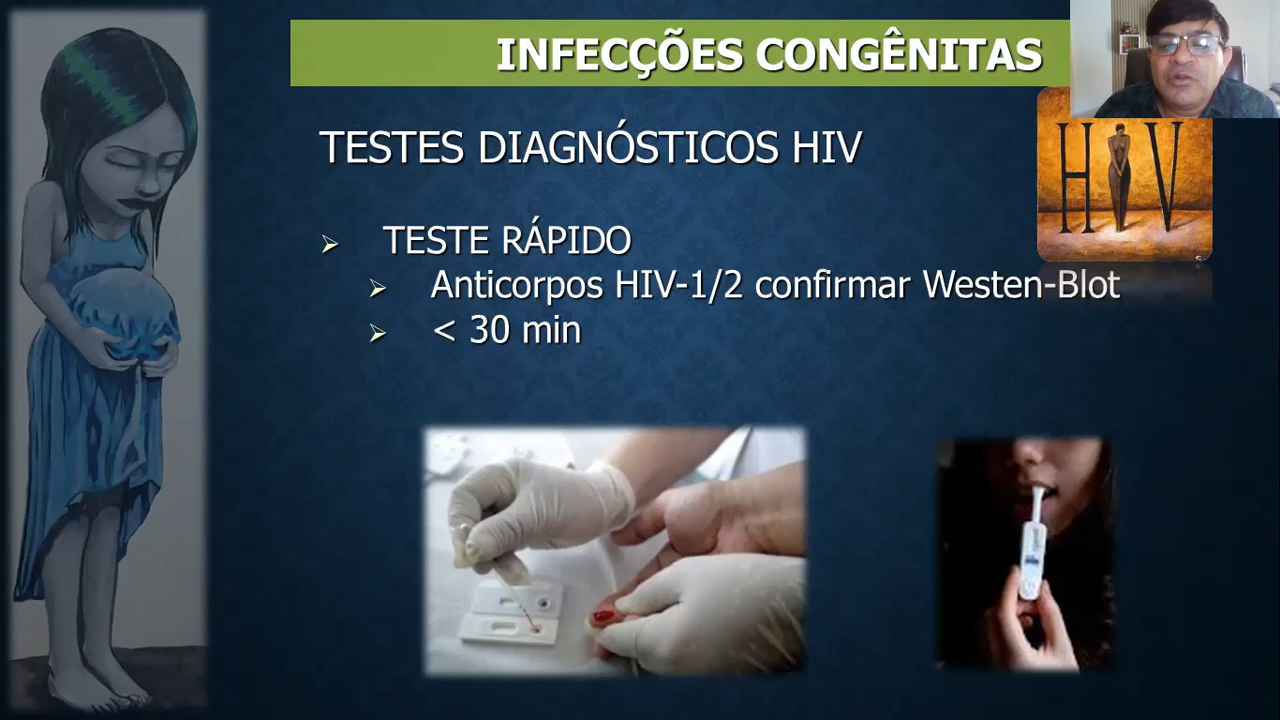 INFECÇÕES CONGÊNITAS
TESTES DIAGNÓSTICOS HIV
HIV
TESTE RÁPIDO
Anticorpos HIV-1/2 confirmar Westen-Blot
< 30 min